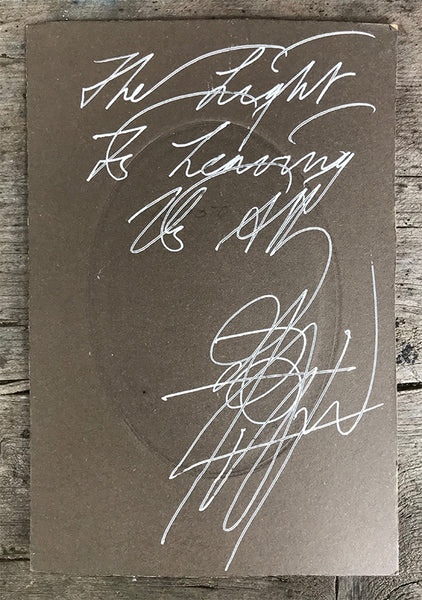 The Light
Is Leaving
Us All